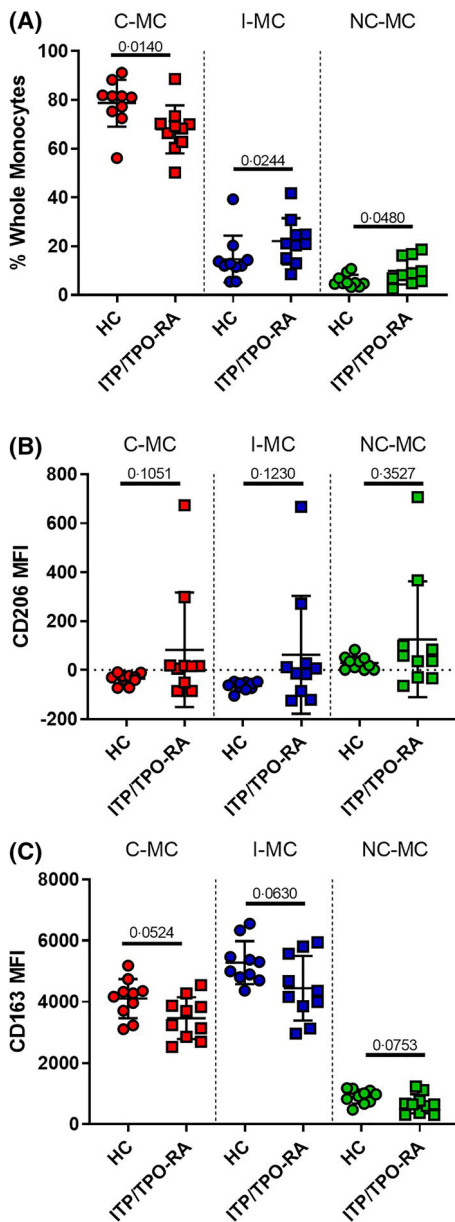 (A)
C-MC I-MC NC-MC
0·0140
0·0244
0·0480
% Whole Monocytes
100
80
60
40
20
0
HC ITP/TPO-RA HC ITP/TPO-RA HC ITP/TPO-RA
(B)
C-MC I-MC NC-MC
0·1051 0·1230 0·3527
CD206 MFI
800
600
400
200
0
-200
HC ITP/TPO-RA HC ITP/TPO-RA HC ITP/TPO-RA
(C)
C-MC I-MC NC-MC
0·0524
0·0630
0·0753
CD163 MFI
8000
6000
4000
2000
0
HC ITP/TPO-RA HC ITP/TPO-RA HC ITP/TPO-RA